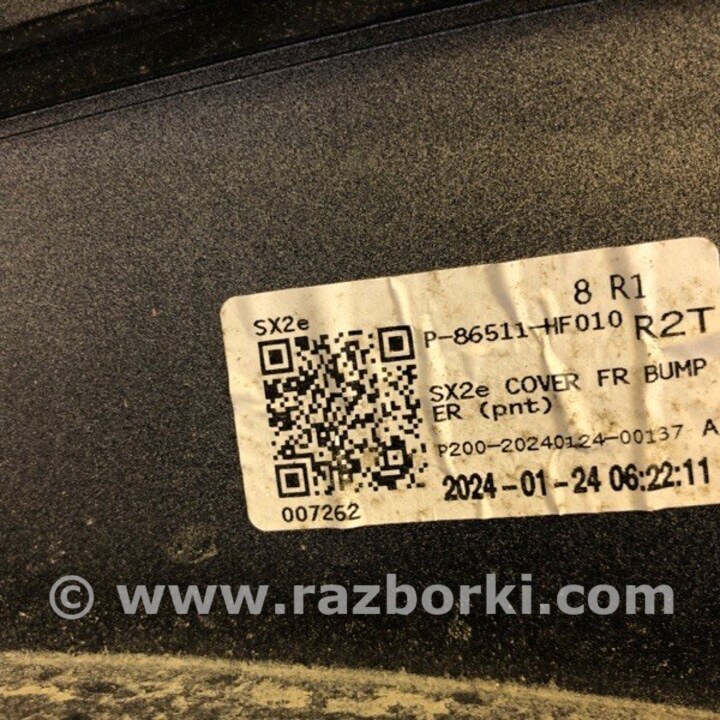 8 R1
SX2e
P-86511-HF010 R2T
SX2e COVER FR BUMP
ER (pnt)
P200-20240124-00137 A
2024-01-24 06:22:11
007262
© www.razborki.com